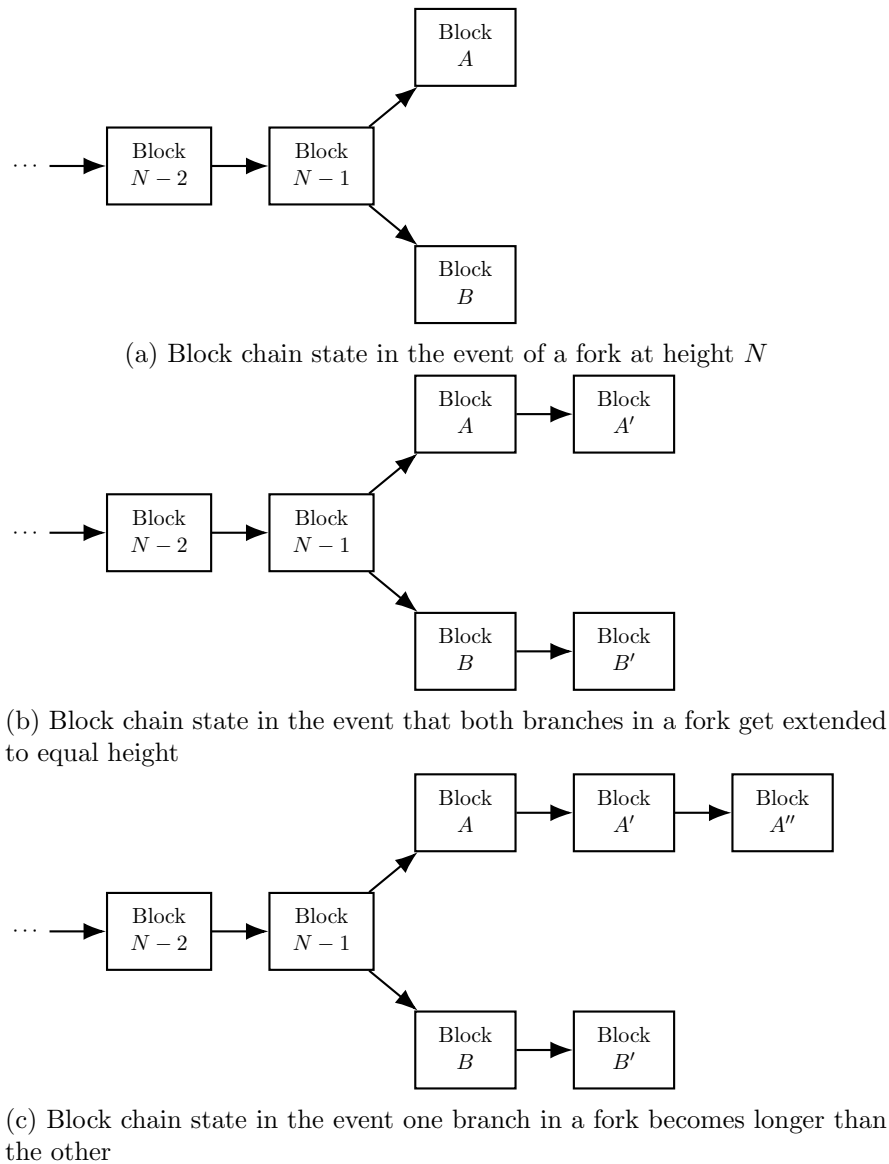 Block
A
··· Block Block
N − 2 N − 1
Block
B
(a) Block chain state in the event of a fork at height N
Block Block
A A′
··· Block Block
N − 2 N − 1
Block Block
B B′
(b) Block chain state in the event that both branches in a fork get extended
to equal height
Block Block Block
A A′ A″
··· Block Block
N − 2 N − 1
Block Block
B B′
(c) Block chain state in the event one branch in a fork becomes longer than
the other